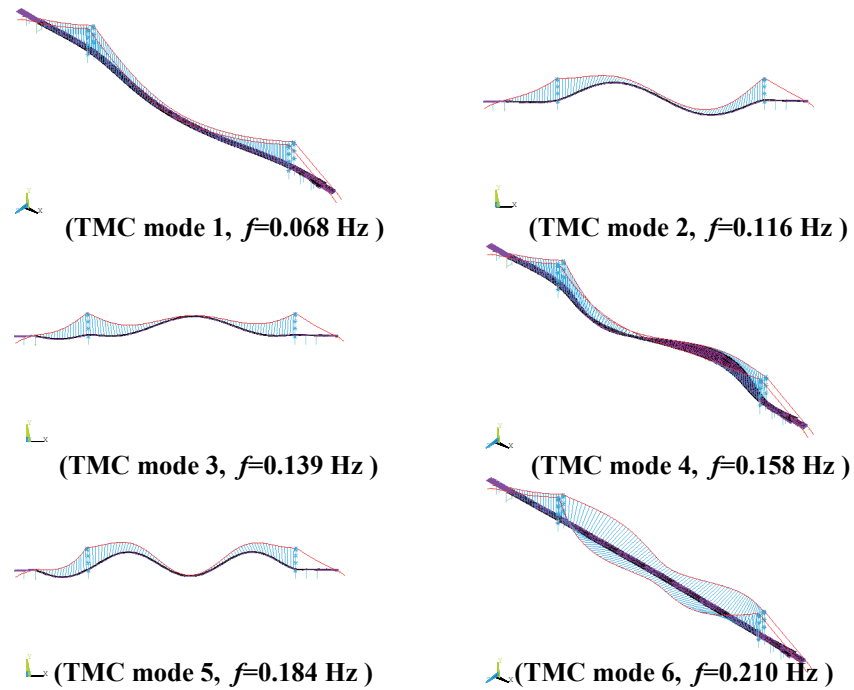 (TMC mode 1, f=0.068 Hz )
(TMC mode 2, f=0.116 Hz )
(TMC mode 3, f=0.139 Hz )
(TMC mode 4, f=0.158 Hz )
(TMC mode 5, f=0.184 Hz )
(TMC mode 6, f=0.210 Hz )